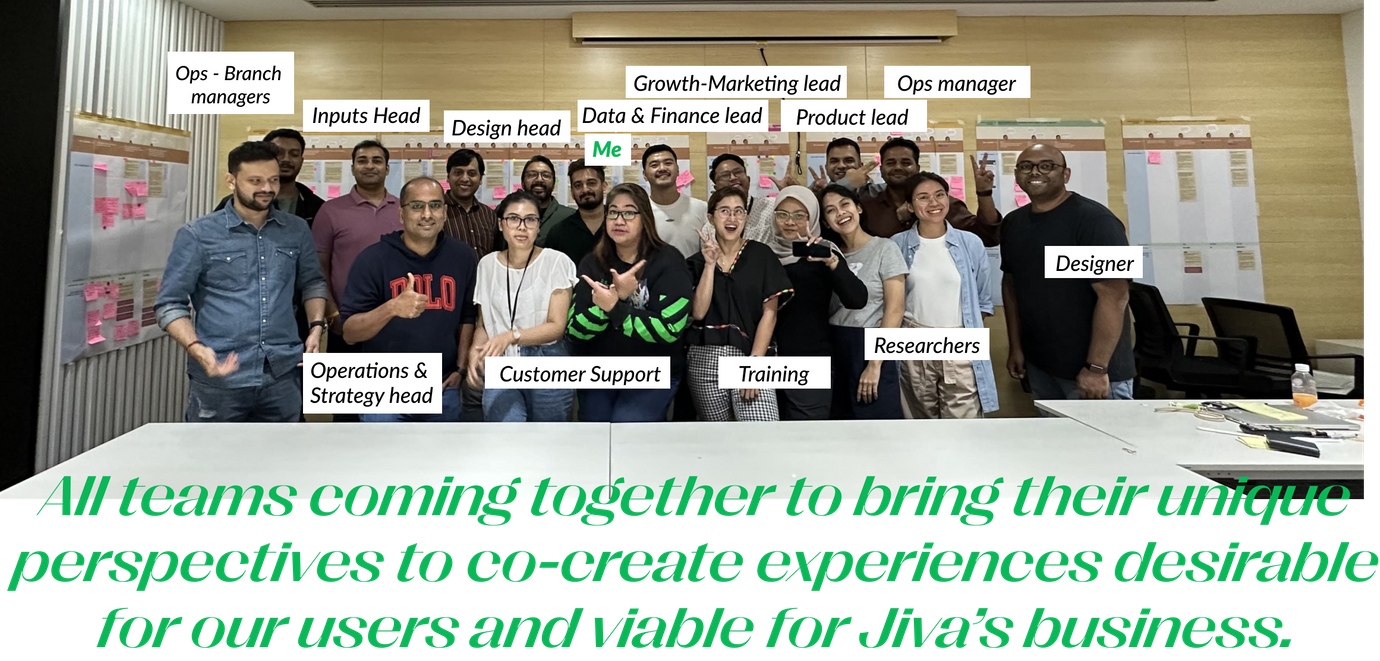 Ops - Branch
managers
Inputs Head
Design head
Growth-Marketing lead
Data & Finance lead
Me
Product lead
Ops manager
Designer
Researchers
Operations &
Strategy head
Customer Support
Training
All teams coming together to bring their unique
perspectives to co-create experiences desirable
for our users and viable for Jiva's business.